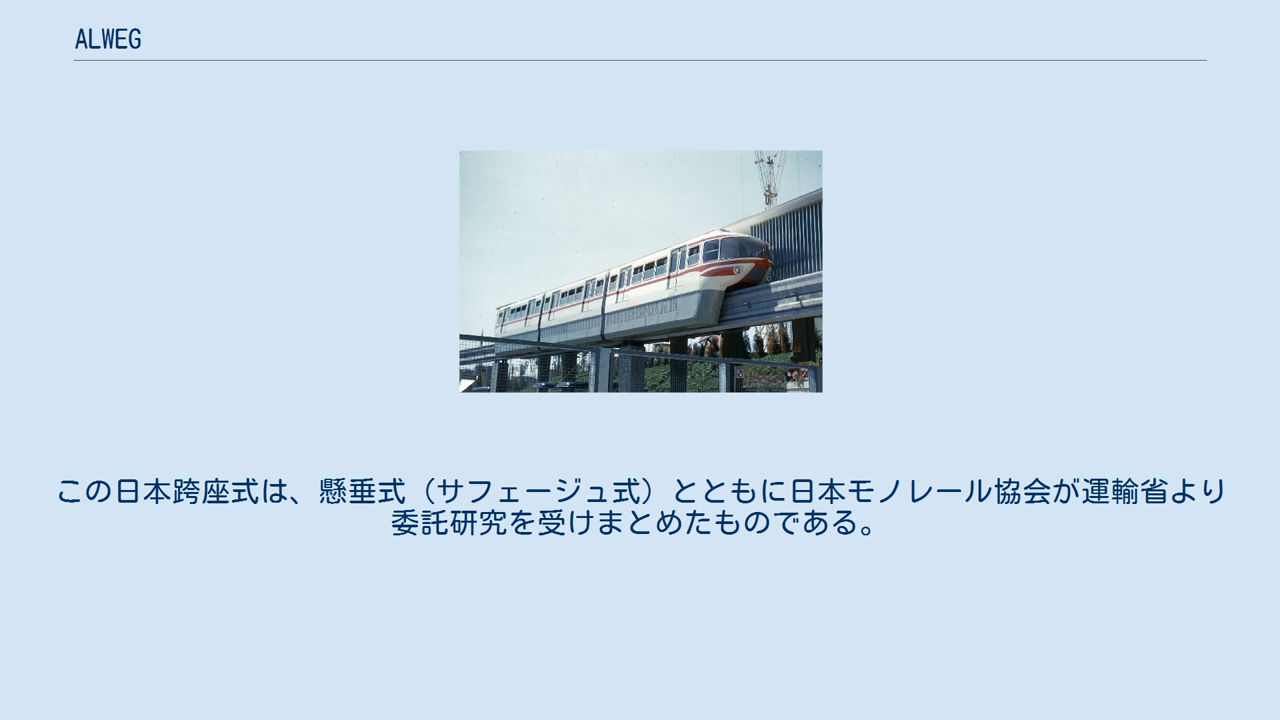 ALWEG
この日本跨座式は、懸垂式（サフェージュ式）とともに日本モノレール協会が運輸省より
委託研究を受けまとめたものである。